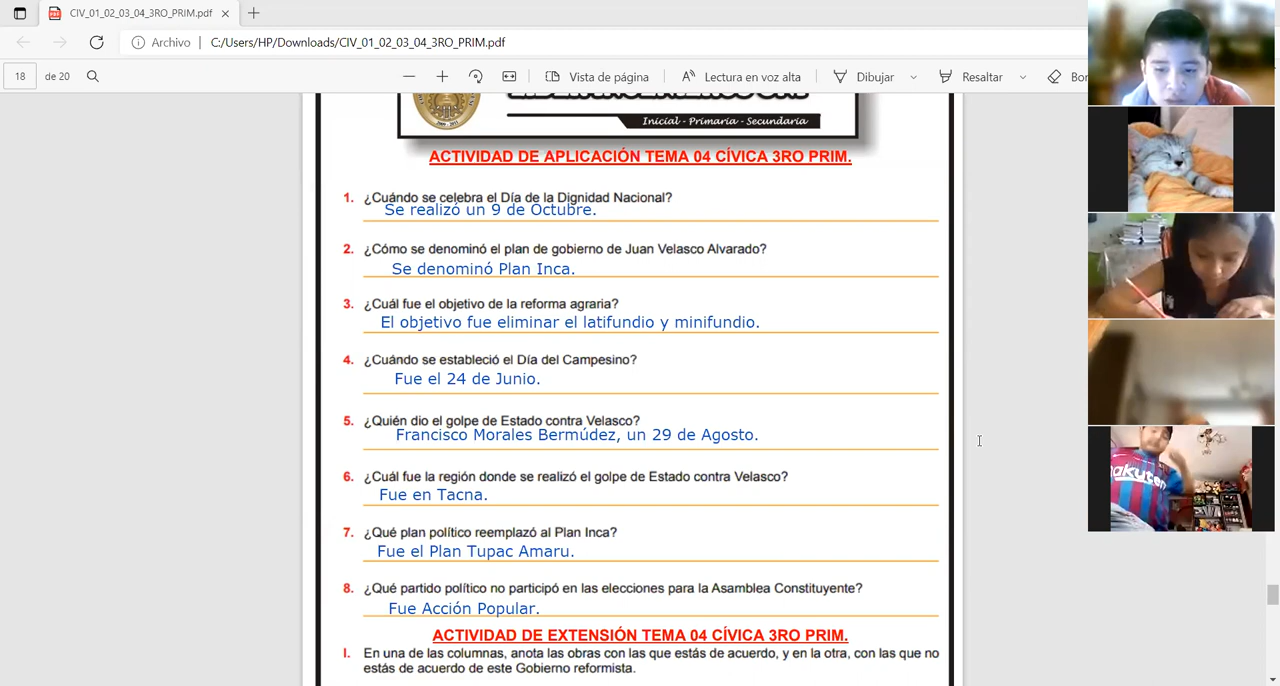 CIV_01_02_03_04_3RO_PRIM.pdf
Archivo | C:/Users/HP/Downloads/CIV_01_02_03_04_3RO_PRIM.pdf
18 de 20 Vista de página Lectura en voz alta Dibujar Resaltar
Inicial - Primaria - Secundaria
ACTIVIDAD DE APLICACIÓN TEMA 04 CÍVICA 3RO PRIM.
1. ¿Cuándo se celebra el Día de la Dignidad Nacional?
Se realizó un 9 de Octubre.
2. ¿Cómo se denominó el plan de gobierno de Juan Velasco Alvarado?
Se denominó Plan Inca.
3. ¿Cuál fue el objetivo de la reforma agraria?
El objetivo fue eliminar el latifundio y minifundio.
4. ¿Cuándo se estableció el Día del Campesino?
Fue el 24 de Junio.
5. ¿Quién dio el golpe de Estado contra Velasco?
Francisco Morales Bermúdez, un 29 de Agosto.
6. ¿Cuál fue la región donde se realizó el golpe de Estado contra Velasco?
Fue en Tacna.
7. ¿Qué plan político reemplazó al Plan Inca?
Fue el Plan Tupac Amaru.
8. ¿Qué partido político no participó en las elecciones para la Asamblea Constituyente?
Fue Acción Popular.
ACTIVIDAD DE EXTENSIÓN TEMA 04 CÍVICA 3RO PRIM.
I. En una de las columnas, anota las obras con las que estás de acuerdo, y en la otra, con las que no
estás de acuerdo de este Gobierno reformista.